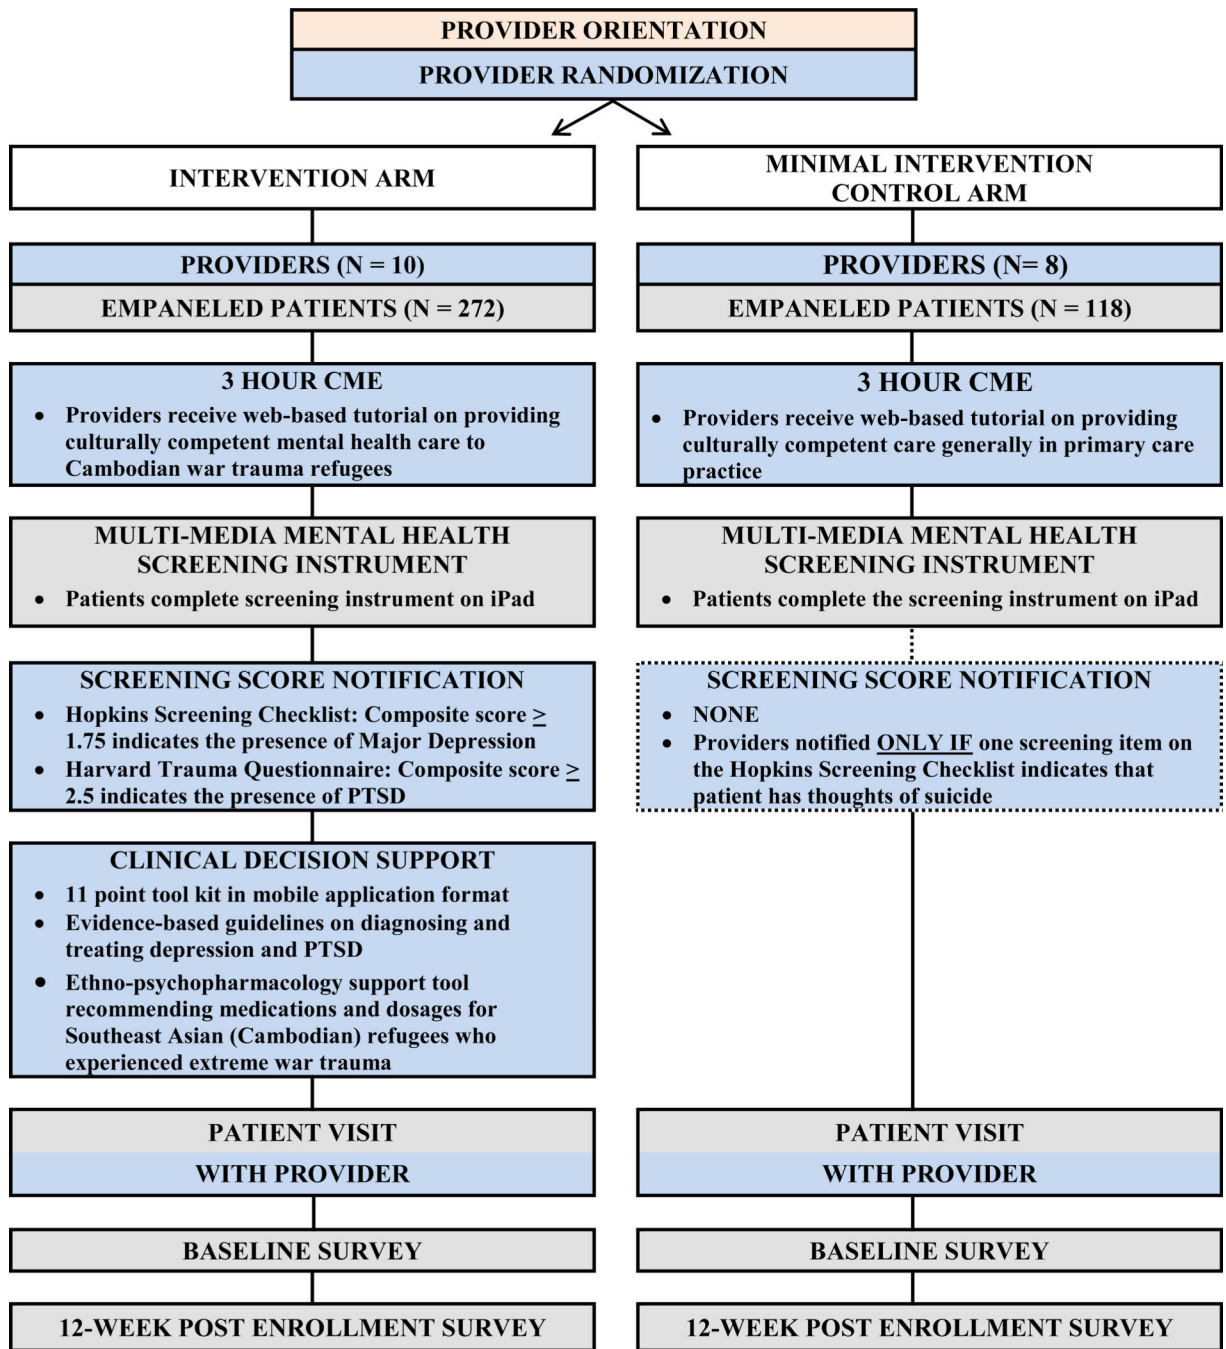 PROVIDER ORIENTATION
PROVIDER RANDOMIZATION
INTERVENTION ARM
PROVIDERS (N = 10)
EMPANELED PATIENTS (N = 272)
3 HOUR CME
• Providers receive web-based tutorial on providing
culturally competent mental health care to
Cambodian war trauma refugees
MULTI-MEDIA MENTAL HEALTH
SCREENING INSTRUMENT
• Patients complete screening instrument on iPad
SCREENING SCORE NOTIFICATION
• Hopkins Screening Checklist: Composite score ≥
1.75 indicates the presence of Major Depression
• Harvard Trauma Questionnaire: Composite score ≥
2.5 indicates the presence of PTSD
CLINICAL DECISION SUPPORT
• 11 point tool kit in mobile application format
• Evidence-based guidelines on diagnosing and
treating depression and PTSD
• Ethno-psychopharmacology support tool
recommending medications and dosages for
Southeast Asian (Cambodian) refugees who
experienced extreme war trauma
PATIENT VISIT
WITH PROVIDER
BASELINE SURVEY
12-WEEK POST ENROLLMENT SURVEY
MINIMAL INTERVENTION
CONTROL ARM
PROVIDERS (N= 8)
EMPANELED PATIENTS (N = 118)
3 HOUR CME
• Providers receive web-based tutorial on providing
culturally competent care generally in primary care
practice
MULTI-MEDIA MENTAL HEALTH
SCREENING INSTRUMENT
• Patients complete the screening instrument on iPad
SCREENING SCORE NOTIFICATION
• NONE
• Providers notified ONLY IF one screening item on
the Hopkins Screening Checklist indicates that
patient has thoughts of suicide
PATIENT VISIT
WITH PROVIDER
BASELINE SURVEY
12-WEEK POST ENROLLMENT SURVEY